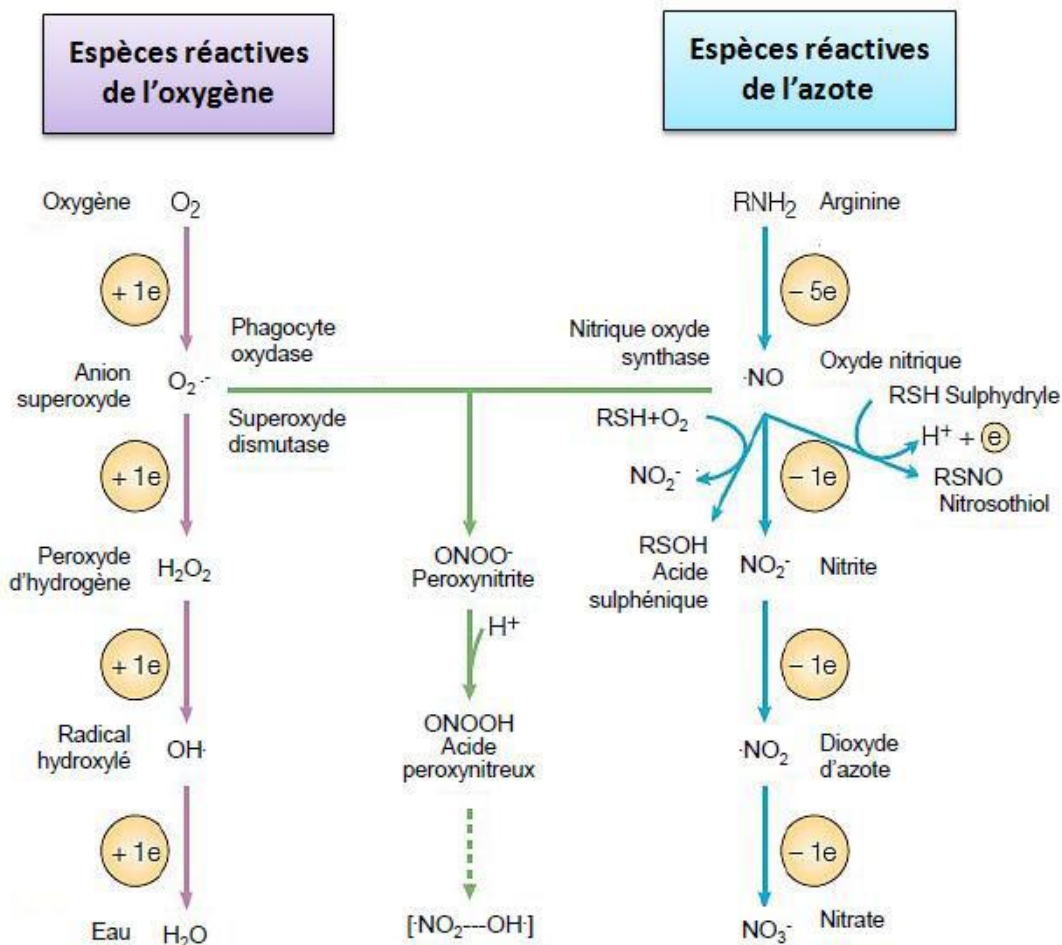 Espèces réactives
de l'oxygène
Espèces réactives
de l'azote
Oxygène O₂
+ 1e
Anion
superoxyde
O₂·⁻
+ 1e
Peroxyde
d'hydrogène
H₂O₂
+ 1e
Radical
hydroxylé
OH·
+ 1e
Eau H₂O
Phagocyte
oxydase
Superoxyde
dismutase
ONOO⁻
Peroxynitrite
H⁺
ONOOH
Acide
peroxynitreux
[·NO₂---OH·]
RNH₂ Arginine
– 5e
Nitrique oxyde
synthase
·NO
Oxyde nitrique
RSH Sulphydryle
H⁺ + e
RSNO
Nitrosothiol
RSH+O₂
NO₂⁻
RSOH
Acide
sulphénique
– 1e
NO₂⁻ Nitrite
– 1e
·NO₂
Dioxyde
d'azote
– 1e
NO₃⁻ Nitrate